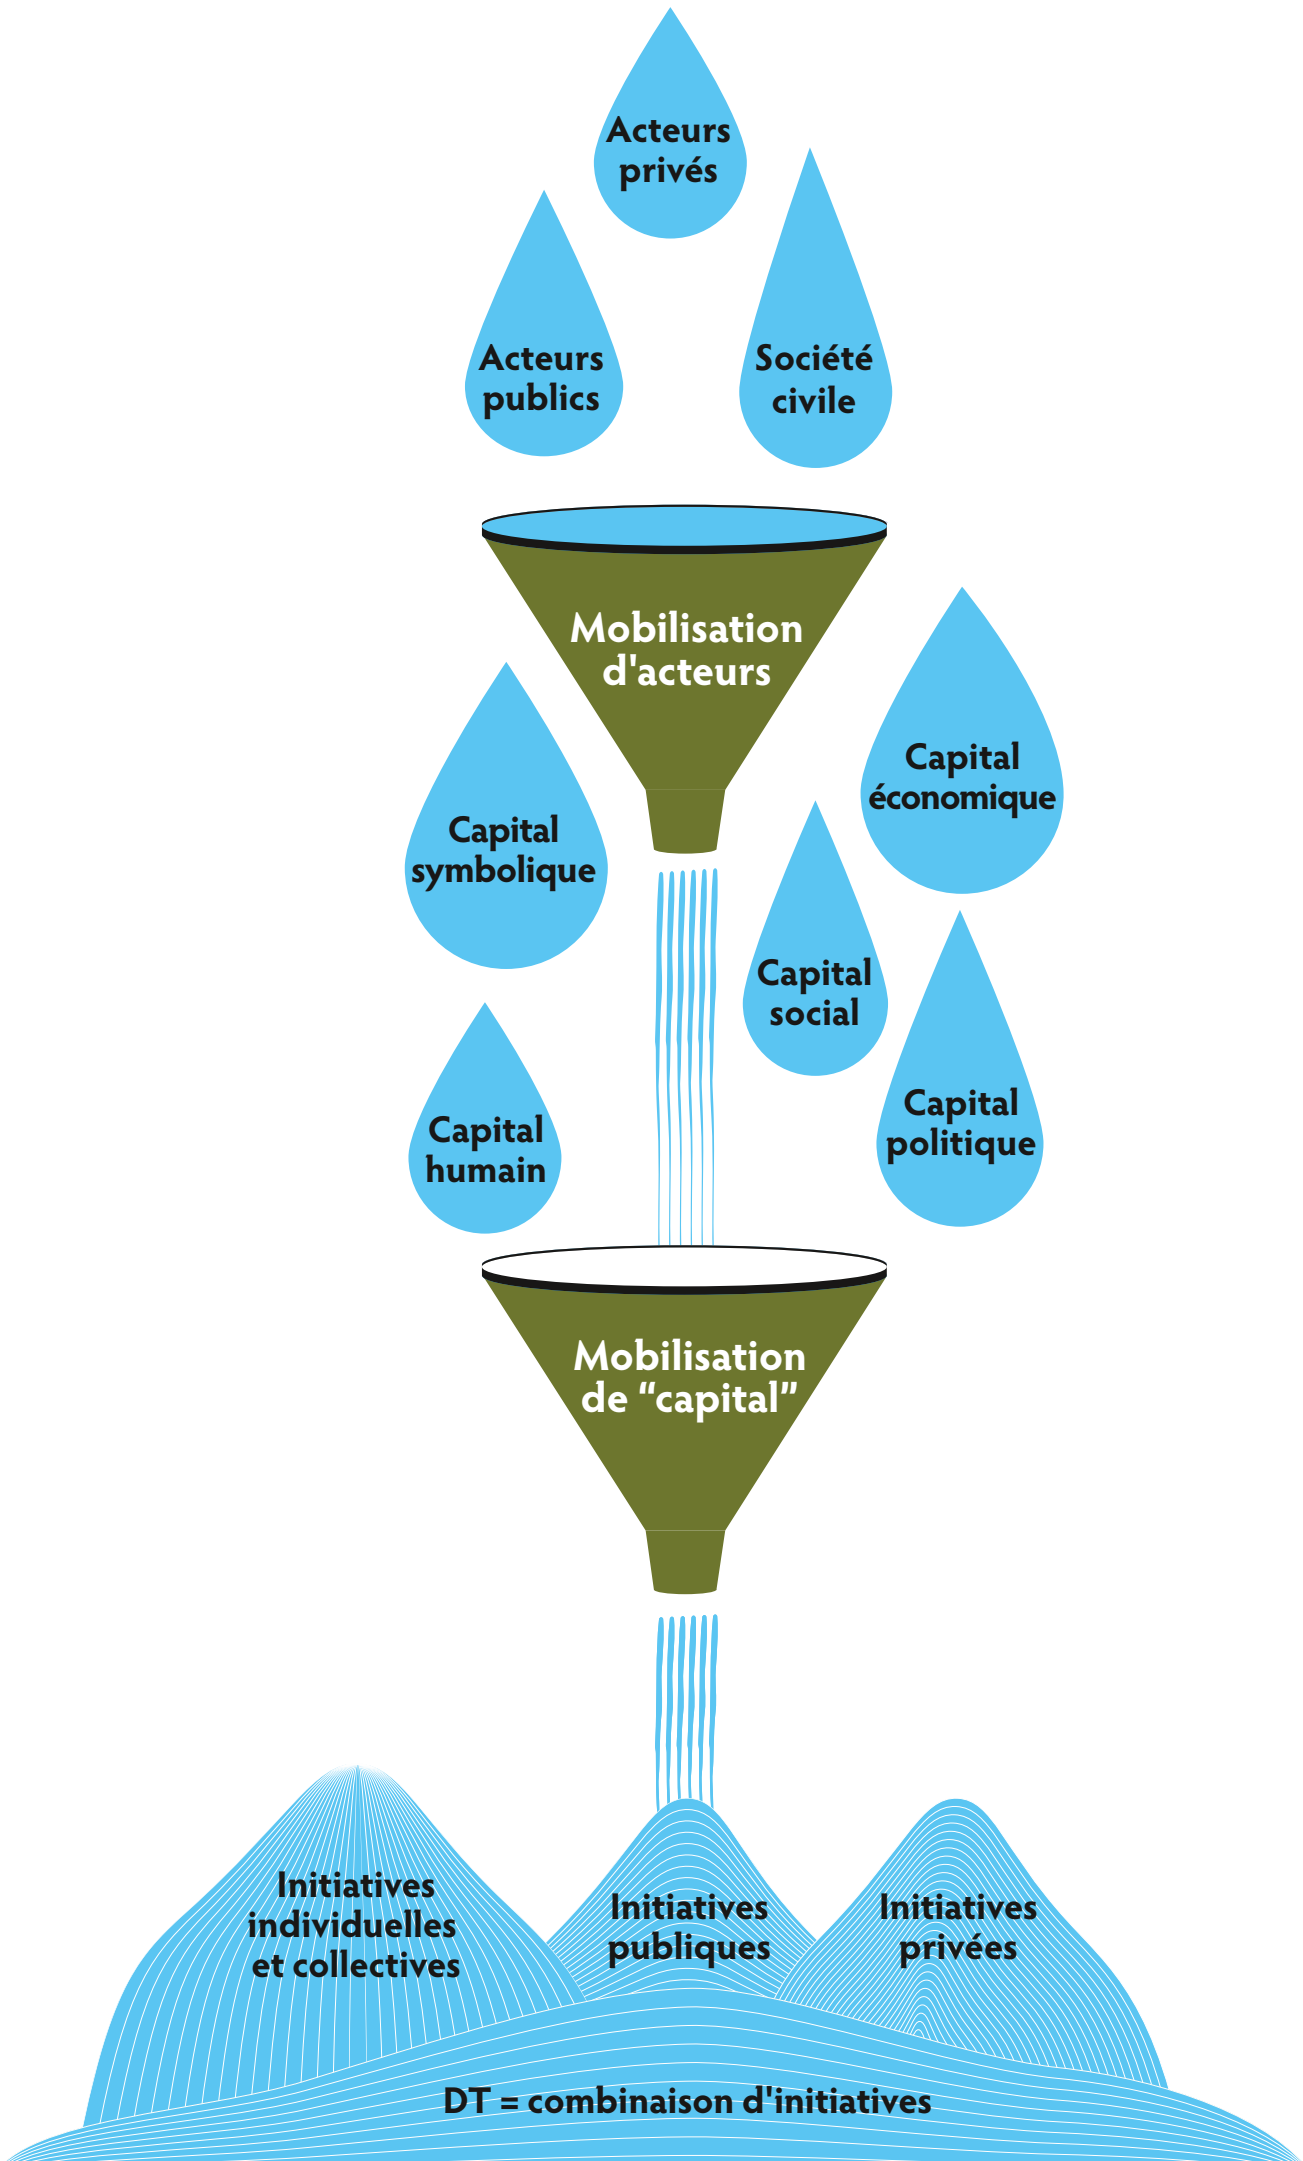 Acteurs
privés
Acteurs
publics
Société
civile
Mobilisation
d'acteurs
Capital
économique
Capital
symbolique
Capital
social
Capital
politique
Capital
humain
Mobilisation
de “capital”
Initiatives
individuelles
et collectives
Initiatives
publiques
Initiatives
privées
DT = combinaison d'initiatives